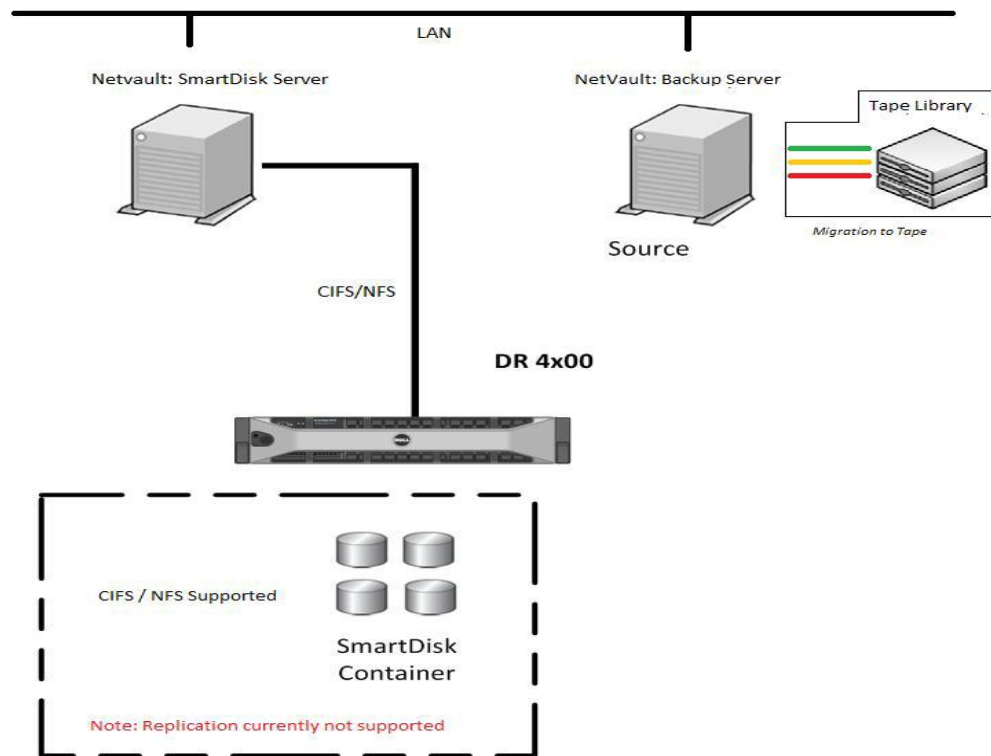 LAN
Netvault: SmartDisk Server
NetVault: Backup Server
Tape Library
Migration to Tape
Source
CIFS/NFS
DR 4x00
DELL
CIFS / NFS Supported
SmartDisk
Container
Note: Replication currently not supported